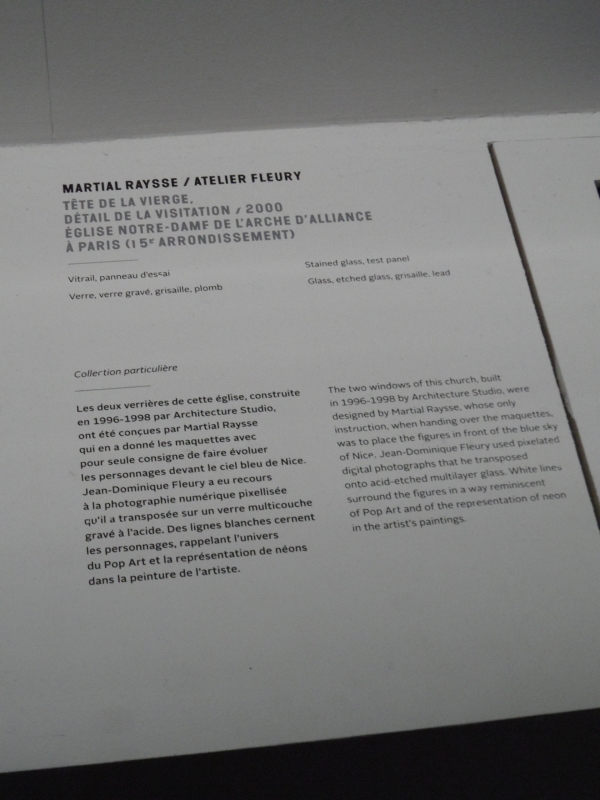 MARTIAL RAYSSE / ATELIER FLEURY
TÊTE DE LA VIERGE,
DÉTAIL DE LA VISITATION / 2000
ÉGLISE NOTRE-DAME DE L'ARCHE D'ALLIANCE
À PARIS (15E ARRONDISSEMENT)
Vitrail, panneau d'essai
Verre, verre gravé, grisaille, plomb
Stained glass, test panel
Glass, etched glass, grisaille, lead
Collection particulière
Les deux verrières de cette église, construite
en 1996-1998 par Architecture Studio,
ont été conçues par Martial Raysse
qui en a donné les maquettes avec
pour seule consigne de faire évoluer
les personnages devant le ciel bleu de Nice.
Jean-Dominique Fleury a eu recours
à la photographie numérique pixellisée
qu'il a transposée sur un verre multicouche
gravé à l'acide. Des lignes blanches cernent
les personnages, rappelant l'univers
du Pop Art et la représentation de néons
dans la peinture de l'artiste.
The two windows of this church, built
in 1996-1998 by Architecture Studio, were
designed by Martial Raysse, whose only
instruction, when handing over the maquettes,
was to place the figures in front of the blue sky
of Nice. Jean-Dominique Fleury used pixelated
digital photographs that he transposed
onto acid-etched multilayer glass. White lines
surround the figures in a way reminiscent
of Pop Art and of the representation of neon
in the artist's paintings.